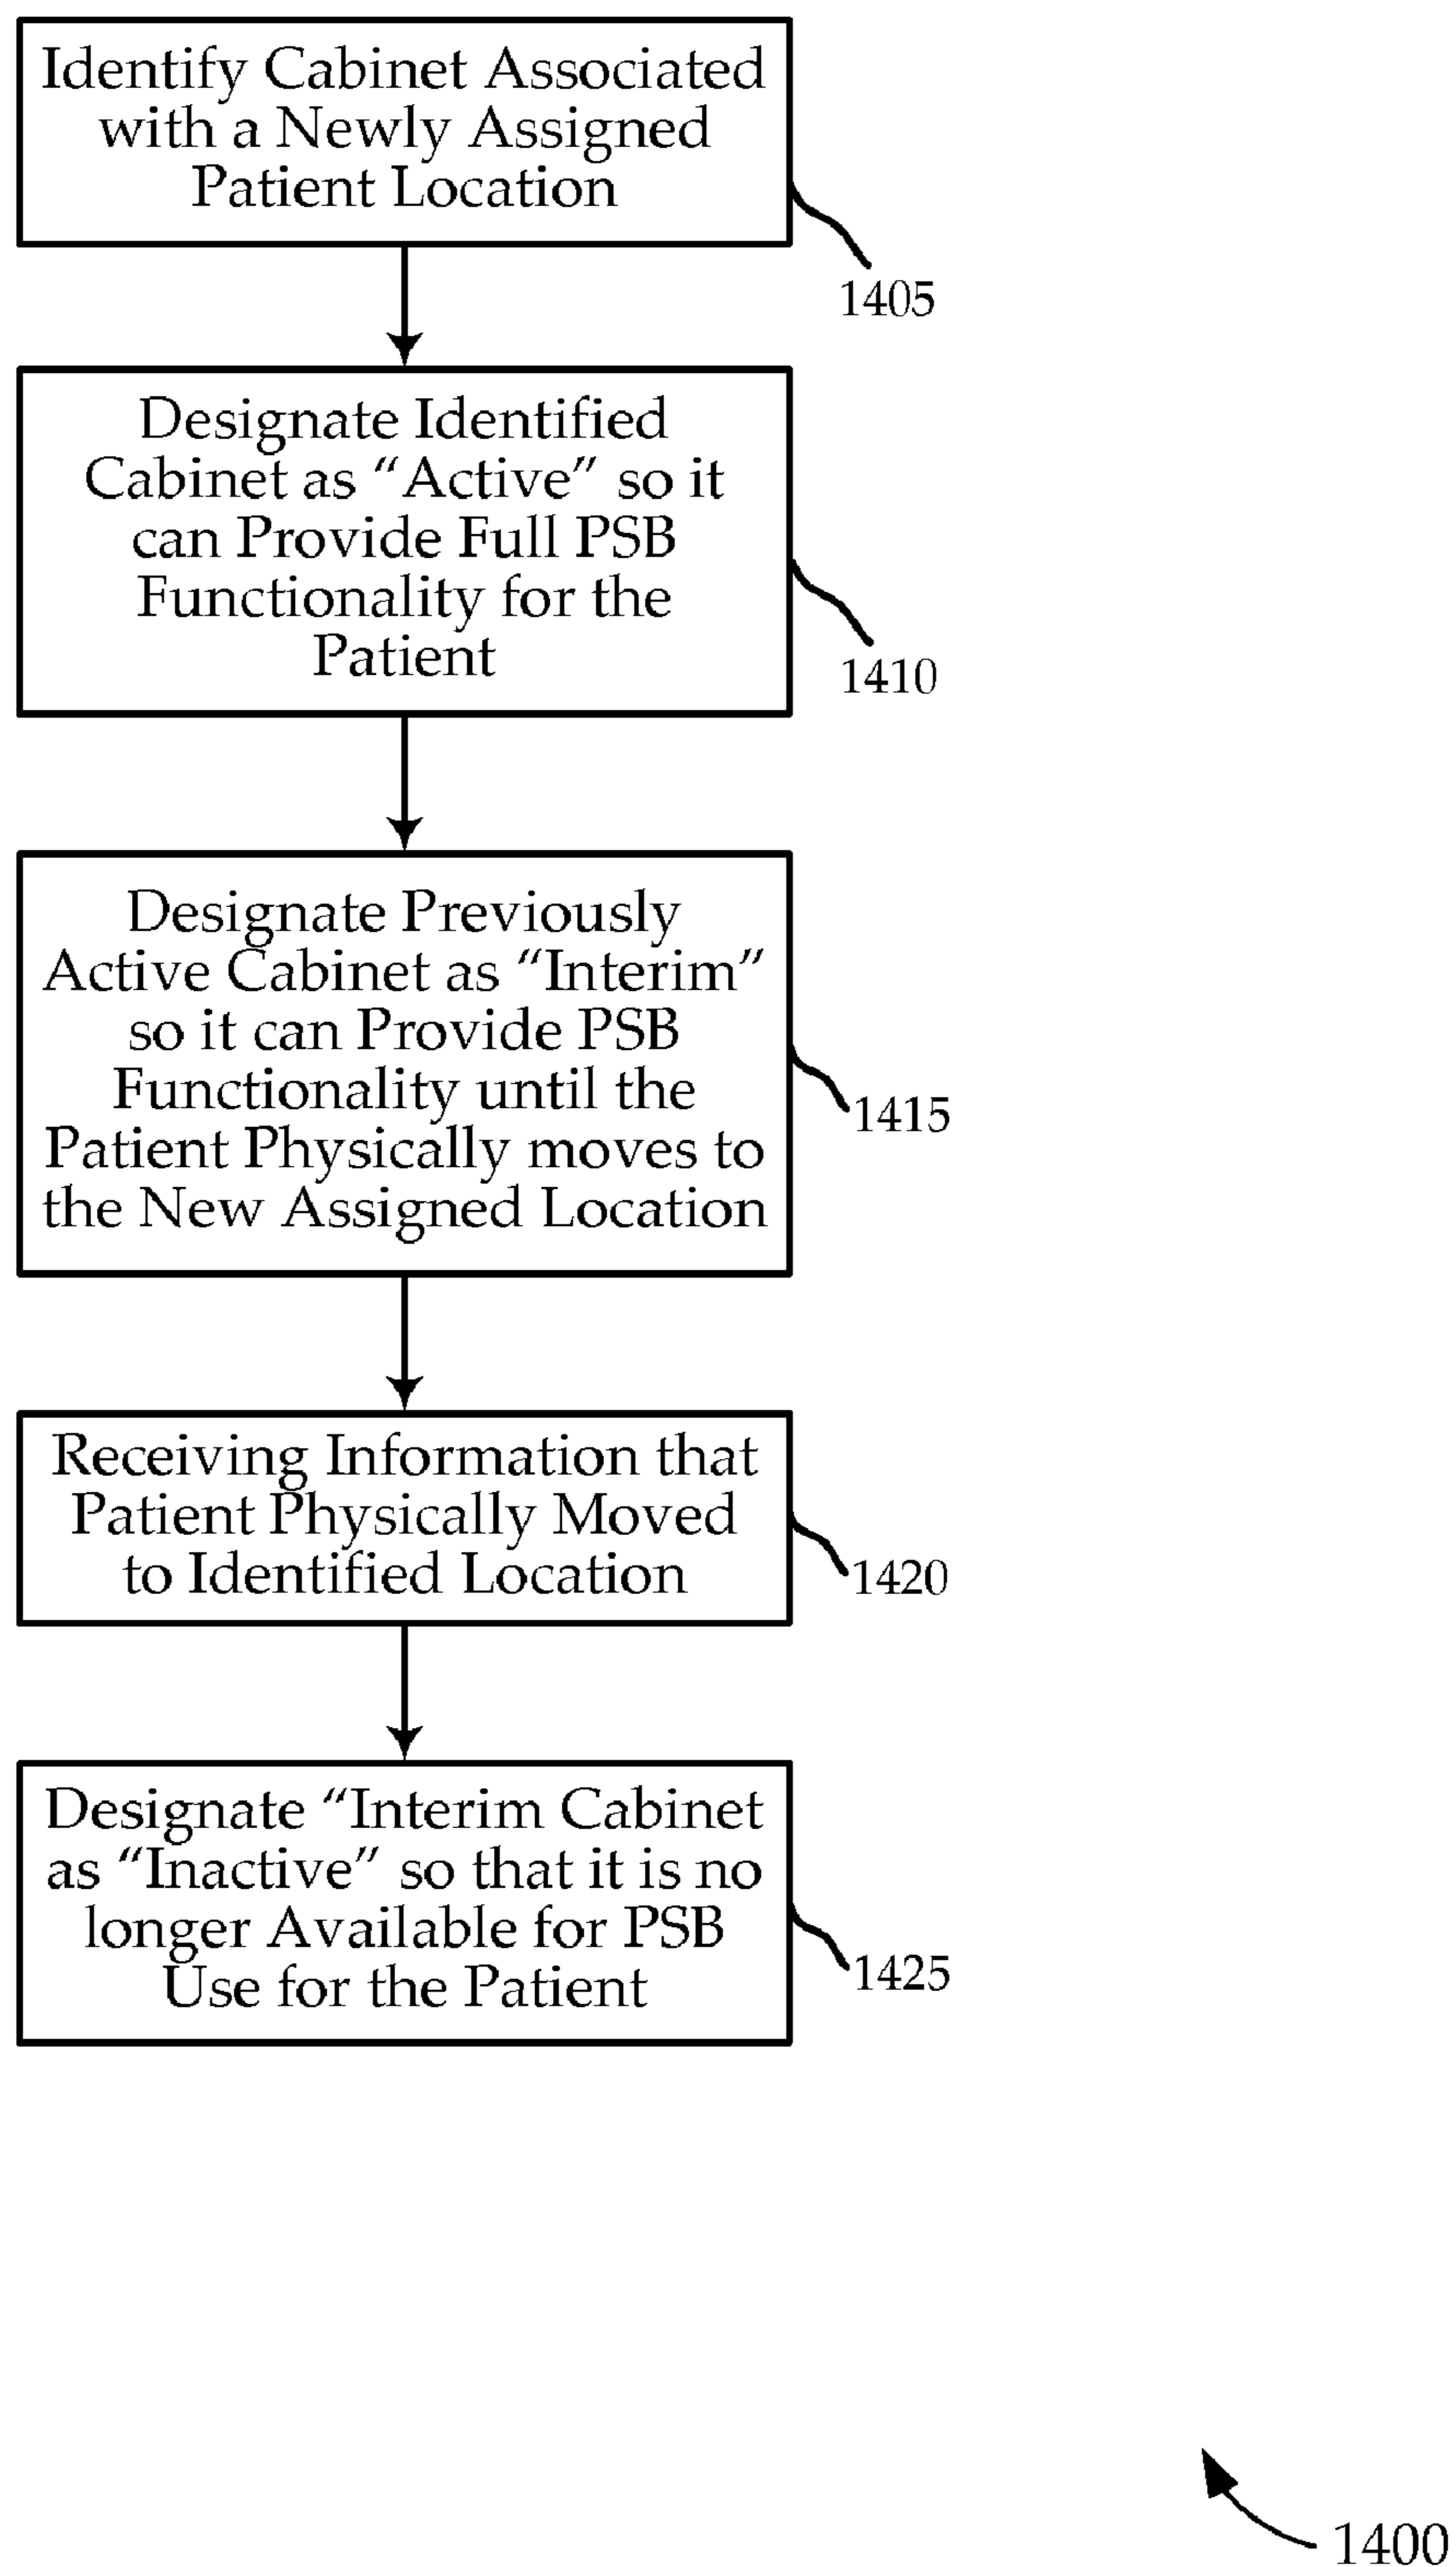 Identify Cabinet Associated
with a Newly Assigned
Patient Location
1405
Designate Identified
Cabinet as “Active” so it
can Provide Full PSB
Functionality for the
Patient
1410
Designate Previously
Active Cabinet as “Interim”
so it can Provide PSB
Functionality until the
Patient Physically moves to
the New Assigned Location
1415
Receiving Information that
Patient Physically Moved
to Identified Location
1420
Designate “Interim Cabinet
as “Inactive” so that it is no
longer Available for PSB
Use for the Patient
1425
1400